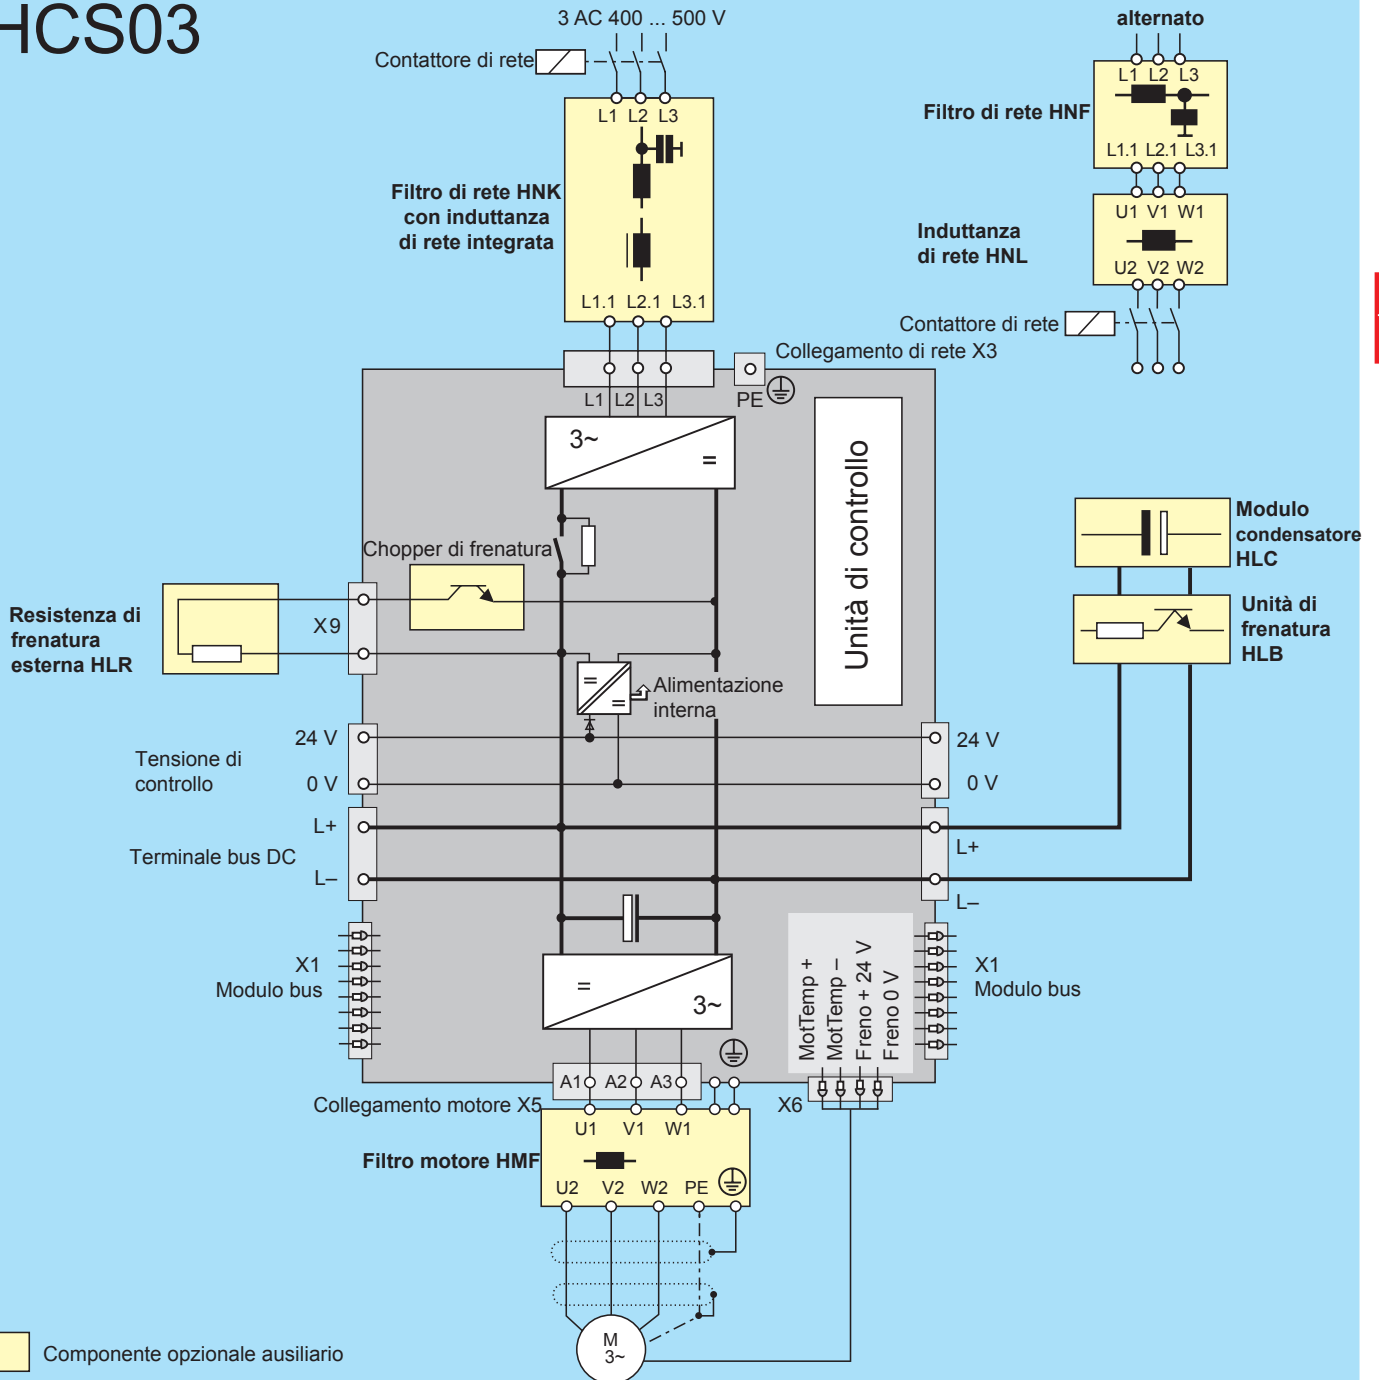 HCS03
3 AC 400 ... 500 V
alternato
Contattore di rete
L1 L2 L3
L1 L2 L3
Filtro di rete HNF
L1.1 L2.1 L3.1
Filtro di rete HNK
con induttanza
di rete integrata
U1 V1 W1
Induttanza
di rete HNL
U2 V2 W2
L1.1 L2.1 L3.1
Contattore di rete
Collegamento di rete X3
L1 L2 L3
PE
3~
=
Unità di controllo
Modulo
condensatore
HLC
Chopper di frenatura
Resistenza di
frenatura
esterna HLR
X9
Unità di
frenatura
HLB
=
=
Alimentazione
interna
Tensione di
controllo
24 V
0 V
24 V
0 V
Terminale bus DC
L+
L–
L+
L–
X1
Modulo bus
=
3~
MotTemp +
MotTemp –
Freno + 24 V
Freno 0 V
X1
Modulo bus
A1 A2 A3
Collegamento motore X5
X6
U1 V1 W1
Filtro motore HMF
U2 V2 W2 PE
M
3~
Componente opzionale ausiliario